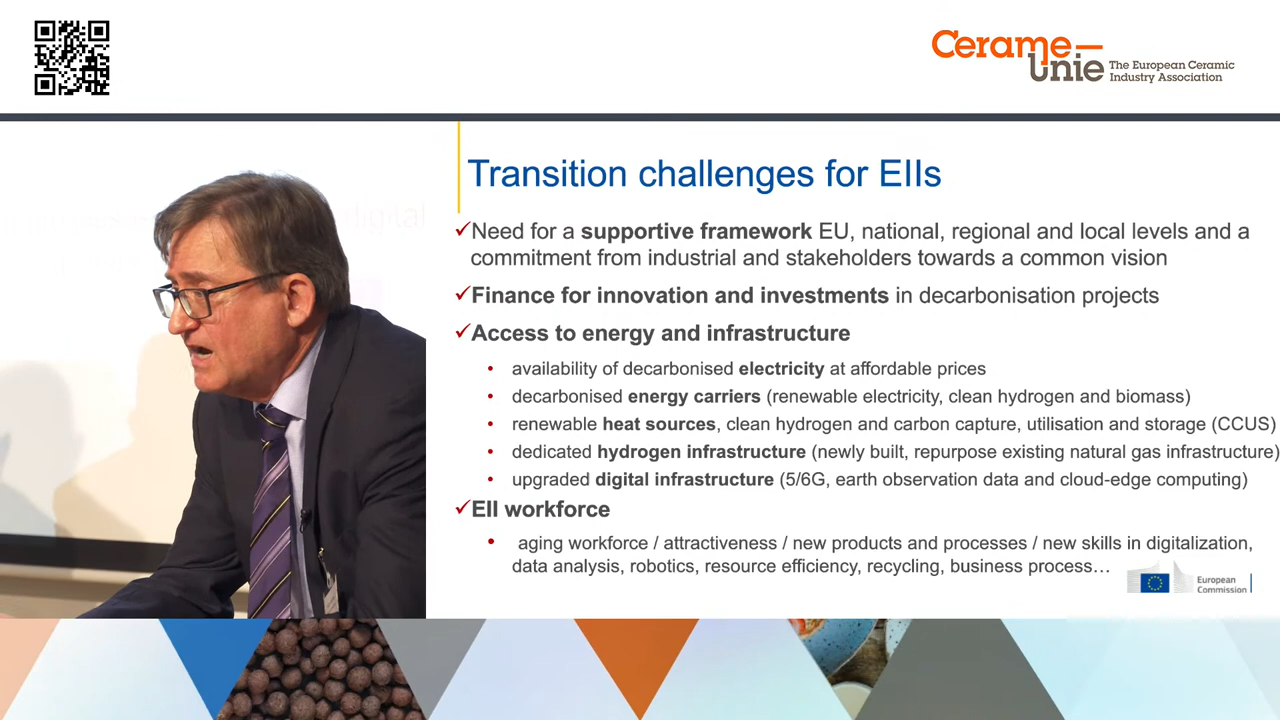 Cerame—
Unie The European Ceramic
Industry Association
digital
Transition challenges for EIIs
✓Need for a supportive framework EU, national, regional and local levels and a
commitment from industrial and stakeholders towards a common vision
✓Finance for innovation and investments in decarbonisation projects
✓Access to energy and infrastructure
• availability of decarbonised electricity at affordable prices
• decarbonised energy carriers (renewable electricity, clean hydrogen and biomass)
• renewable heat sources, clean hydrogen and carbon capture, utilisation and storage (CCUS)
• dedicated hydrogen infrastructure (newly built, repurpose existing natural gas infrastructure)
• upgraded digital infrastructure (5/6G, earth observation data and cloud-edge computing)
✓EII workforce
• aging workforce / attractiveness / new products and processes / new skills in digitalization,
data analysis, robotics, resource efficiency, recycling, business process…
European
Commission